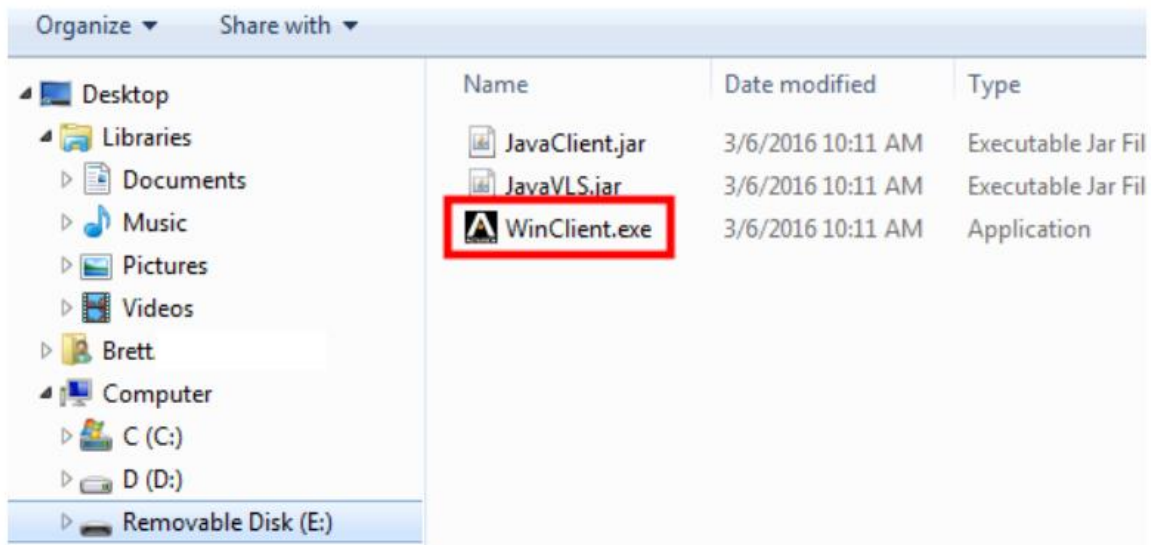 Organize Share with
Desktop
Libraries
Documents
Music
Pictures
Videos
Brett
Computer
C (C:)
D (D:)
Removable Disk (E:)
Name Date modified Type
JavaClient.jar 3/6/2016 10:11 AM Executable Jar Fil
JavaVLS.jar 3/6/2016 10:11 AM Executable Jar Fil
WinClient.exe 3/6/2016 10:11 AM Application